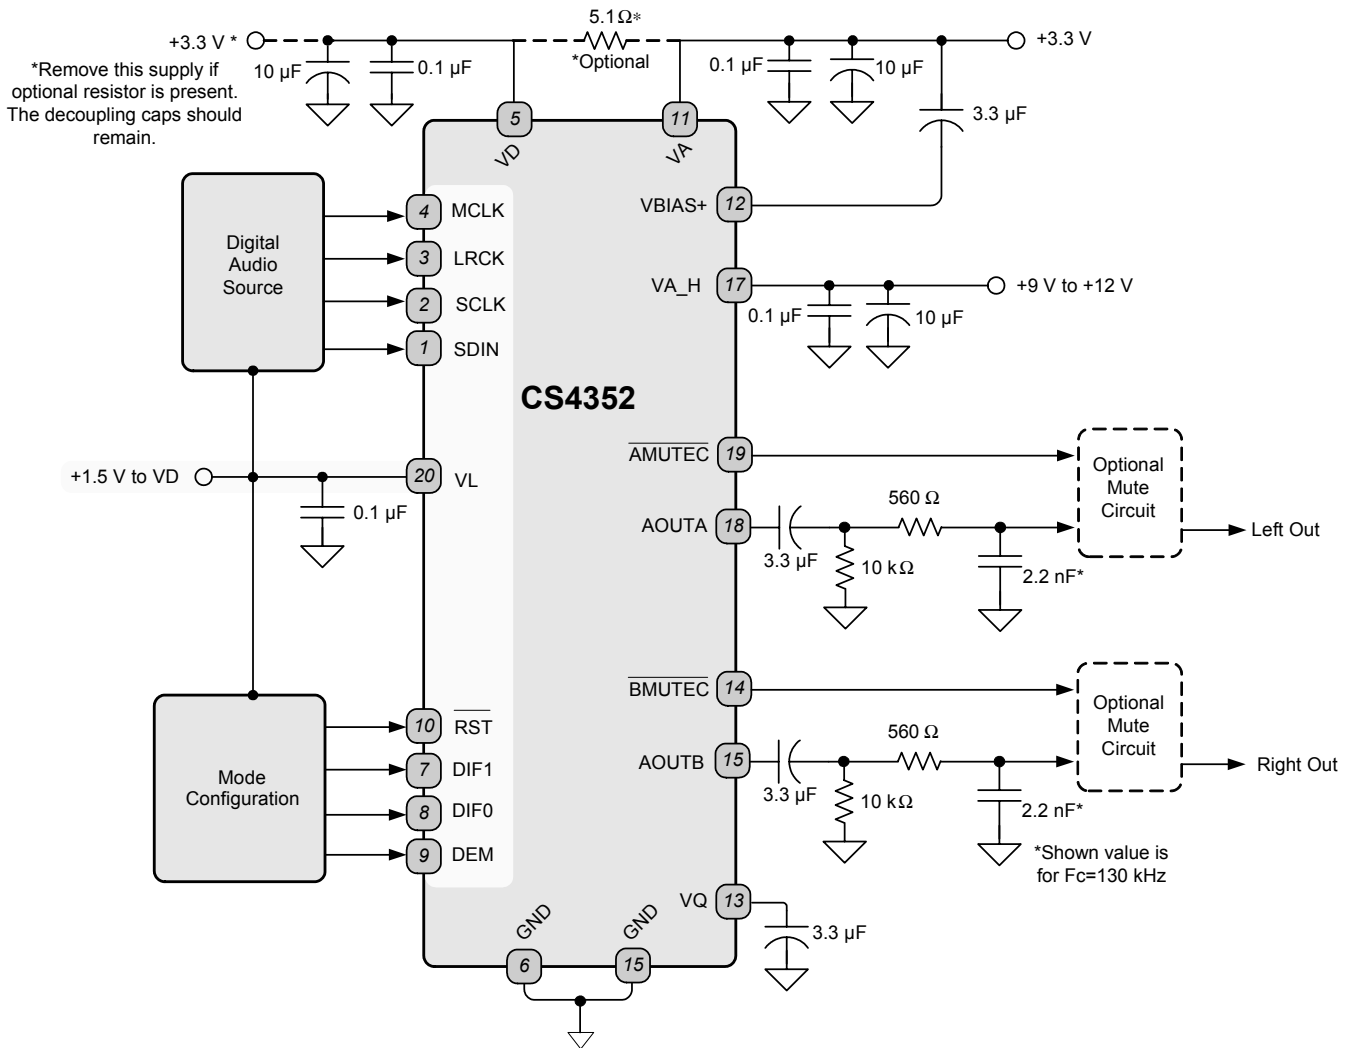 +3.3 V *
5.1 Ω*
*Optional
+3.3 V
*Remove this supply if
optional resistor is present.
The decoupling caps should
remain.
10 µF
0.1 µF
0.1 µF
10 µF
3.3 µF
5
VD
11
VA
Digital
Audio
Source
4
MCLK
3
LRCK
2
SCLK
1
SDIN
VBIAS+
12
VA_H
17
+9 V to +12 V
0.1 µF
10 µF
CS4352
+1.5 V to VD
20
VL
0.1 µF
AMUTEC
19
AOUTA
18
3.3 µF
10 kΩ
560 Ω
2.2 nF*
Optional
Mute
Circuit
Left Out
Mode
Configuration
10
RST
7
DIF1
8
DIF0
9
DEM
BMUTEC
14
AOUTB
15
3.3 µF
10 kΩ
560 Ω
2.2 nF*
Optional
Mute
Circuit
Right Out
*Shown value is
for Fc=130 kHz
VQ
13
3.3 µF
GND
6
GND
15